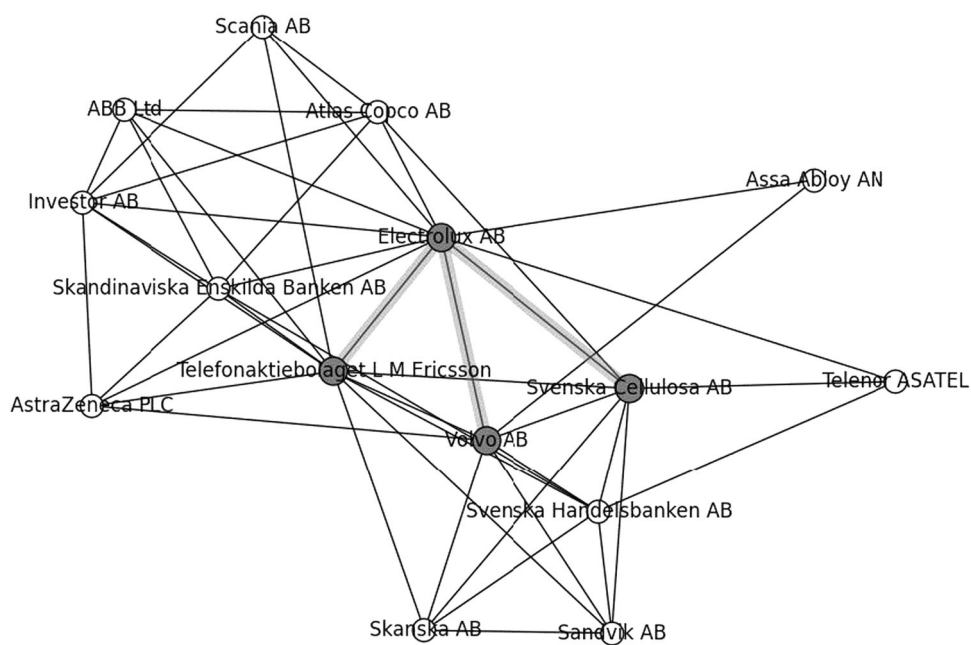 Scania AB
ABB Ltd
Atlas Copco AB
Assa Abloy AN
Investor AB
Electrolux AB
Skandinaviska Enskilda Banken AB
Telefonaktiebolaget L M Ericsson
Svenska Cellulosa AB
Telenor ASATEL
AstraZeneca PLC
Volvo AB
Svenska Handelsbanken AB
Skanska AB
Sandvik AB